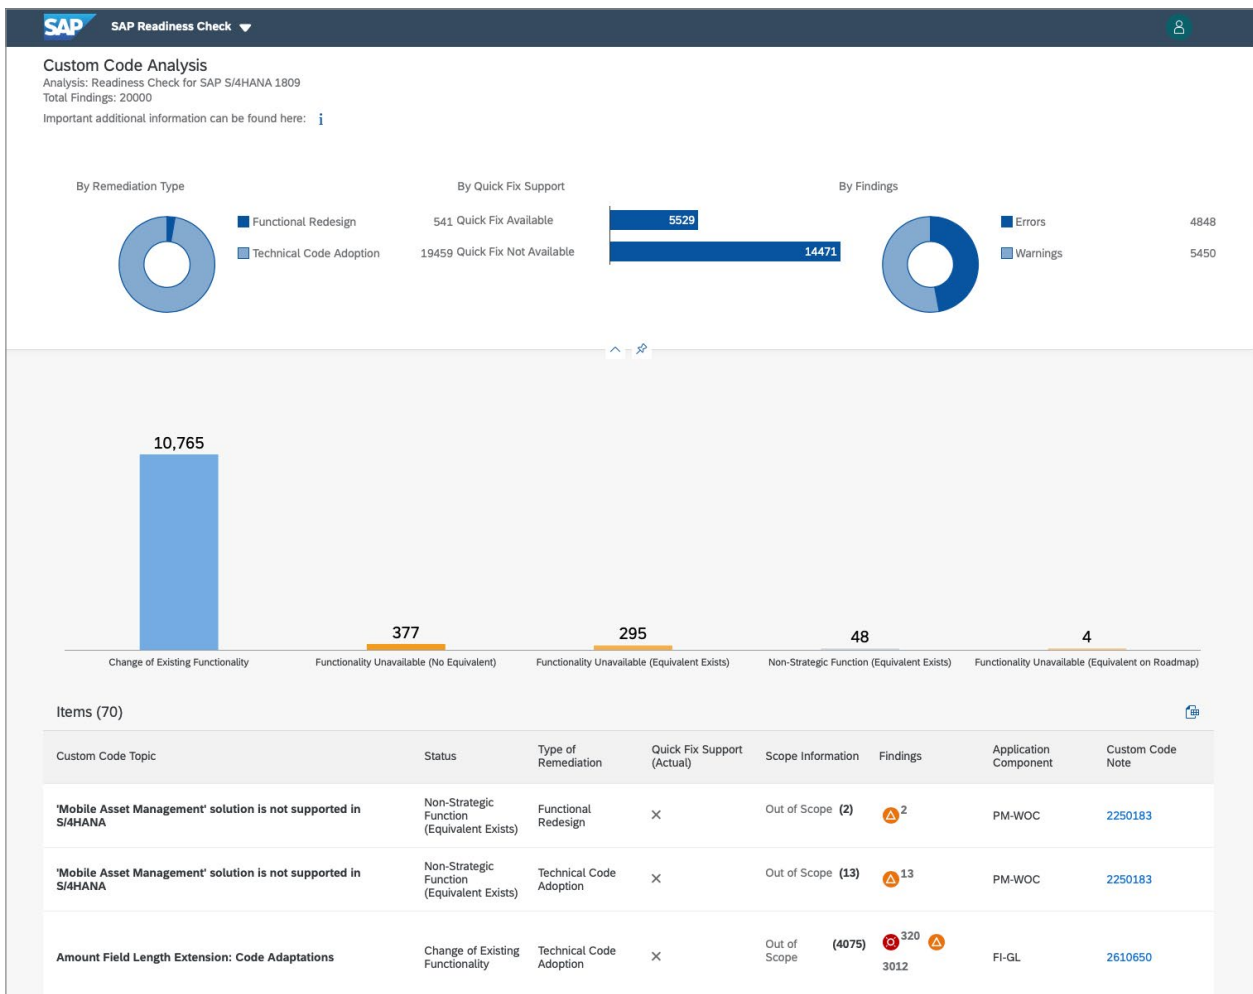 SAP SAP Readiness Check
Custom Code Analysis
Analysis: Readiness Check for SAP S/4HANA 1809
Total Findings: 20000
Important additional information can be found here: i
By Remediation Type
Functional Redesign 541
Technical Code Adoption 19459
By Quick Fix Support
Quick Fix Available 5529
Quick Fix Not Available 14471
By Findings
Errors 4848
Warnings 5450
10,765
377
295
48
4
Change of Existing Functionality
Functionality Unavailable (No Equivalent)
Functionality Unavailable (Equivalent Exists)
Non-Strategic Function (Equivalent Exists)
Functionality Unavailable (Equivalent on Roadmap)
Items (70)
Custom Code Topic
Status
Type of
Remediation
Quick Fix Support
(Actual)
Scope Information
Findings
Application
Component
Custom Code
Note
'Mobile Asset Management' solution is not supported in
S/4HANA
Non-Strategic
Function
(Equivalent Exists)
Functional
Redesign
Out of Scope (2)
2
PM-WOC
2250183
'Mobile Asset Management' solution is not supported in
S/4HANA
Non-Strategic
Function
(Equivalent Exists)
Technical Code
Adoption
Out of Scope (13)
13
PM-WOC
2250183
Amount Field Length Extension: Code Adaptations
Change of Existing
Functionality
Technical Code
Adoption
Out of
Scope
(4075)
320
3012
FI-GL
2610650